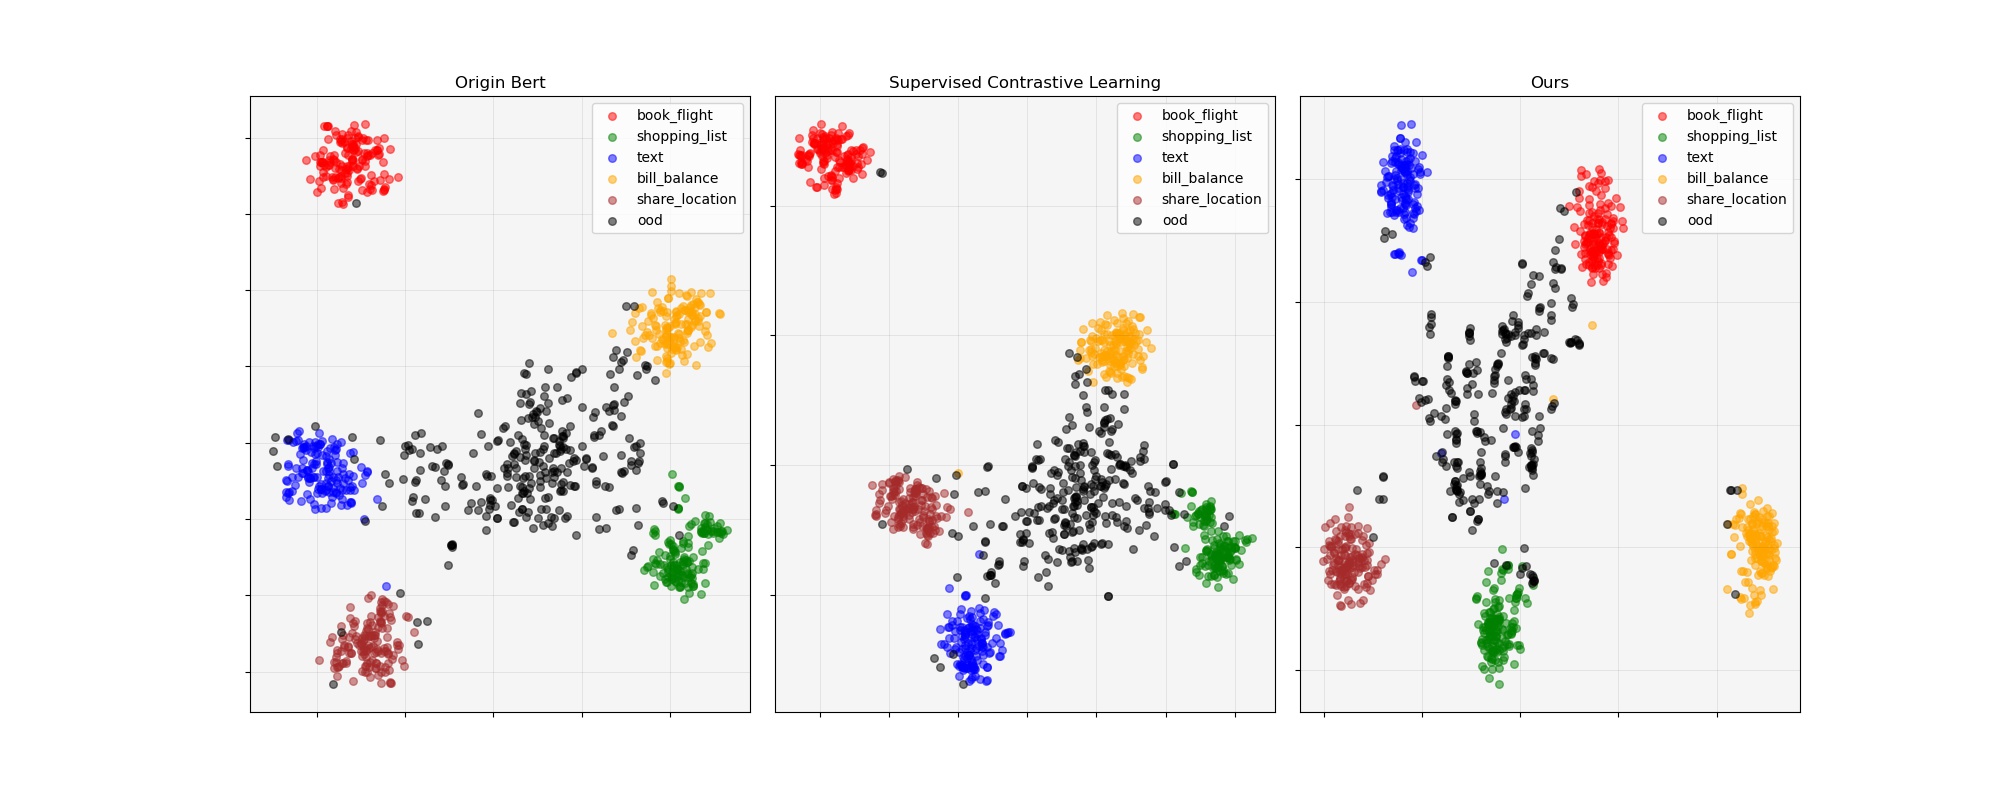 Origin Bert
book_flight
shopping_list
text
bill_balance
share_location
ood
Supervised Contrastive Learning
book_flight
shopping_list
text
bill_balance
share_location
ood
Ours
book_flight
shopping_list
text
bill_balance
share_location
ood